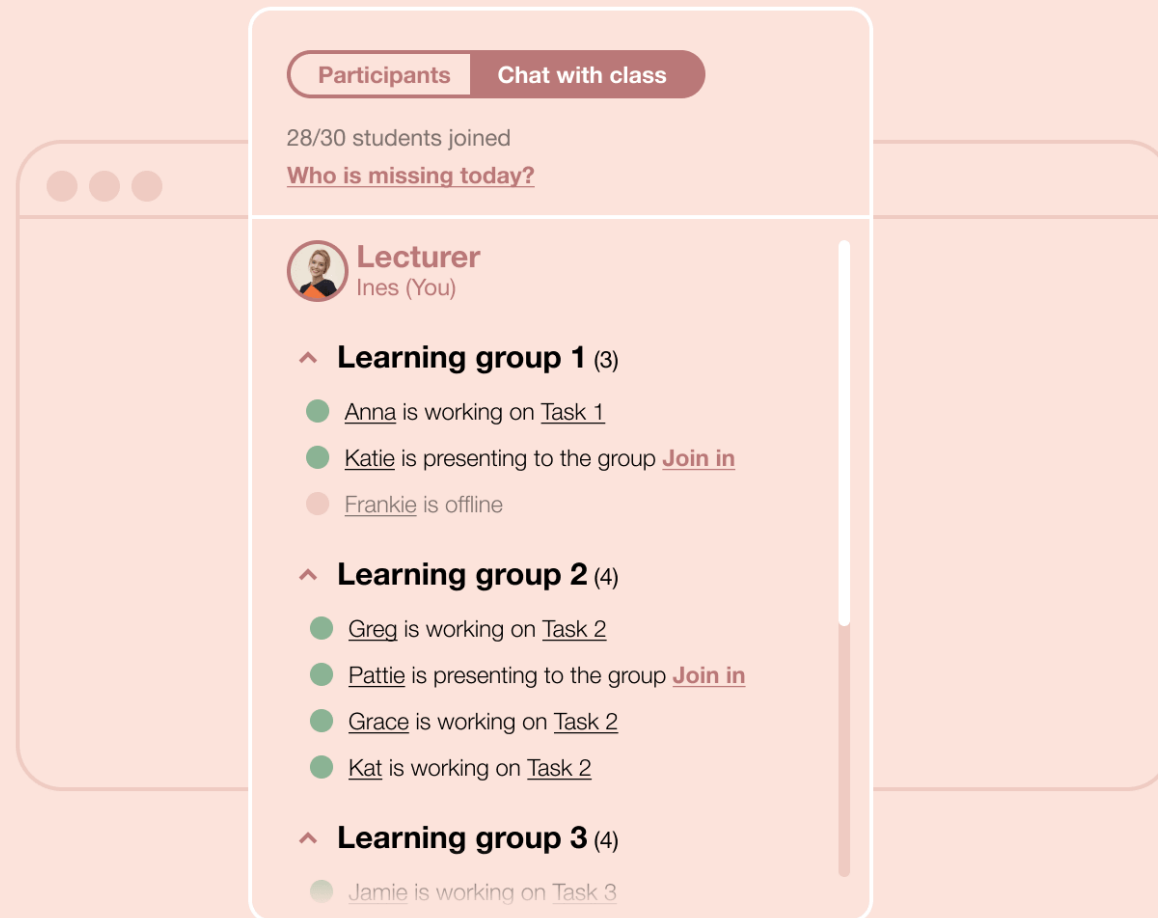 Participants Chat with class
28/30 students joined
Who is missing today?
Lecturer
Ines (You)
Learning group 1 (3)
Anna is working on Task 1
Katie is presenting to the group Join in
Frankie is offline
Learning group 2 (4)
Greg is working on Task 2
Pattie is presenting to the group Join in
Grace is working on Task 2
Kat is working on Task 2
Learning group 3 (4)
Jamie is working on Task 3